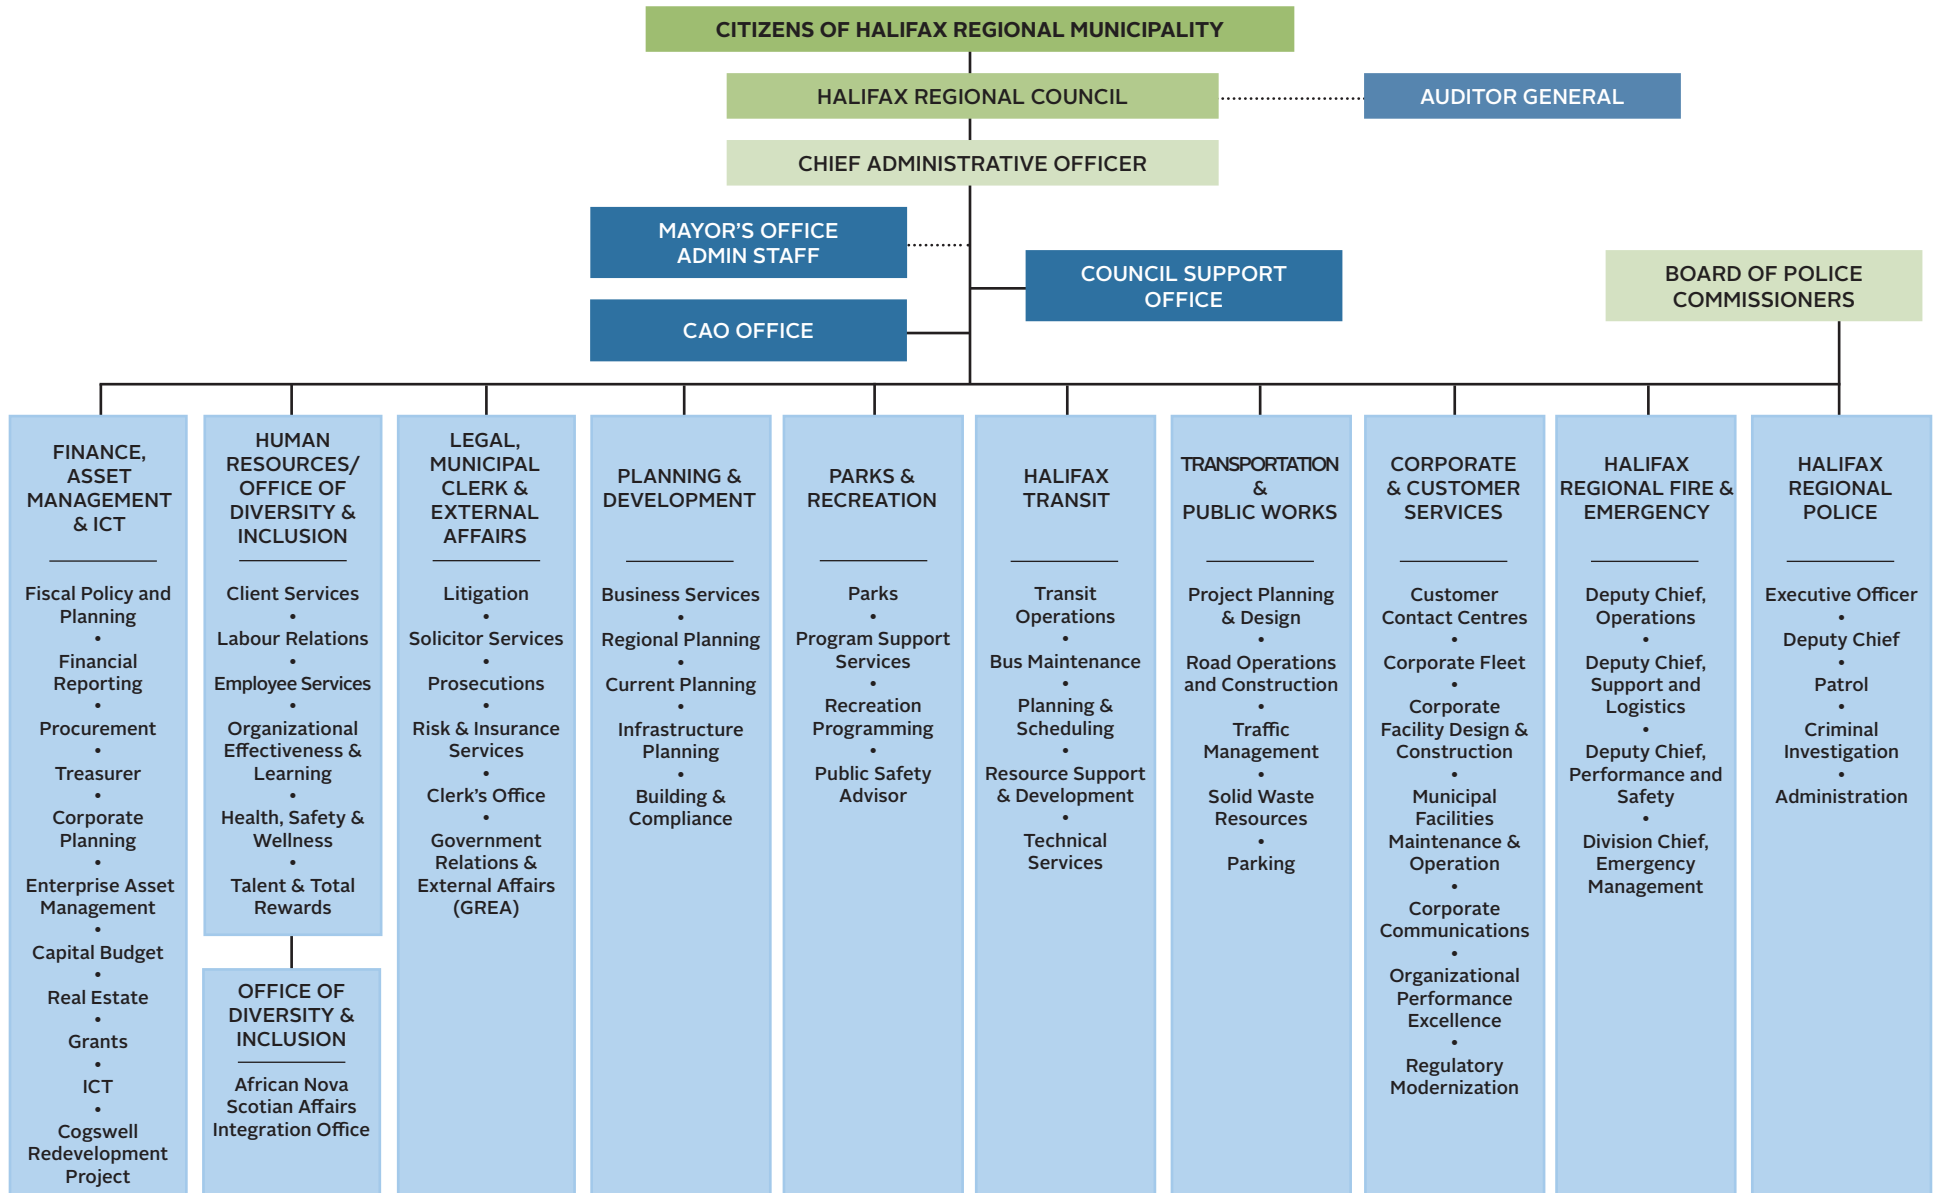 CITIZENS OF HALIFAX REGIONAL MUNICIPALITY
HALIFAX REGIONAL COUNCIL
AUDITOR GENERAL
CHIEF ADMINISTRATIVE OFFICER
MAYOR'S OFFICE
ADMIN STAFF
COUNCIL SUPPORT
OFFICE
BOARD OF POLICE
COMMISSIONERS
CAO OFFICE
FINANCE,
ASSET
MANAGEMENT
& ICT
Fiscal Policy and
Planning
•
Financial
Reporting
•
Procurement
•
Treasurer
•
Corporate
Planning
•
Enterprise Asset
Management
•
Capital Budget
•
Real Estate
•
Grants
•
ICT
•
Cogswell
Redevelopment
Project
HUMAN
RESOURCES/
OFFICE OF
DIVERSITY &
INCLUSION
Client Services
•
Labour Relations
•
Employee Services
•
Organizational
Effectiveness &
Learning
•
Health, Safety &
Wellness
•
Talent & Total
Rewards
OFFICE OF
DIVERSITY &
INCLUSION
African Nova
Scotian Affairs
Integration Office
LEGAL,
MUNICIPAL
CLERK &
EXTERNAL
AFFAIRS
Litigation
•
Solicitor Services
•
Prosecutions
•
Risk & Insurance
Services
•
Clerk's Office
•
Government
Relations &
External Affairs
(GREA)
PLANNING &
DEVELOPMENT
Business Services
•
Regional Planning
•
Current Planning
•
Infrastructure
Planning
•
Building &
Compliance
PARKS &
RECREATION
Parks
•
Program Support
Services
•
Recreation
Programming
•
Public Safety
Advisor
HALIFAX
TRANSIT
Transit
Operations
•
Bus Maintenance
•
Planning &
Scheduling
•
Resource Support
& Development
•
Technical
Services
TRANSPORTATION
&
PUBLIC WORKS
Project Planning
& Design
•
Road Operations
and Construction
•
Traffic
Management
•
Solid Waste
Resources
•
Parking
CORPORATE
& CUSTOMER
SERVICES
Customer
Contact Centres
•
Corporate Fleet
•
Corporate
Facility Design &
Construction
•
Municipal
Facilities
Maintenance &
Operation
•
Corporate
Communications
•
Organizational
Performance
Excellence
•
Regulatory
Modernization
HALIFAX
REGIONAL FIRE &
EMERGENCY
Deputy Chief,
Operations
•
Deputy Chief,
Support and
Logistics
•
Deputy Chief,
Performance and
Safety
•
Division Chief,
Emergency
Management
HALIFAX
REGIONAL
POLICE
Executive Officer
•
Deputy Chief
•
Patrol
•
Criminal
Investigation
•
Administration